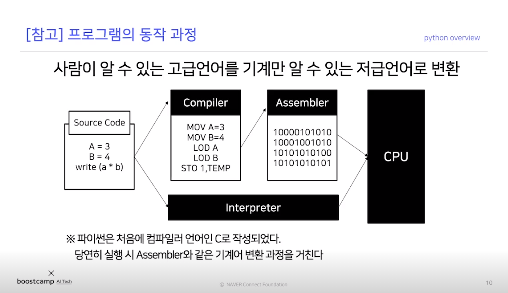 [참고] 프로그램의 동작 과정
python overview
사람이 알 수 있는 고급언어를 기계만 알 수 있는 저급언어로 변환
Source Code
A = 3
B = 4
write (a * b)
Compiler
MOV A=3
MOV B=4
LOD A
LOD B
STO 1,TEMP
Assembler
10000101010
10001001010
10101010100
10101010101
CPU
Interpreter
※ 파이썬은 처음에 컴파일러 언어인 C로 작성되었다.
당연히 실행 시 Assembler와 같은 기계어 변환 과정을 거친다
boostcamp AI Tech
© NAVER Connect Foundation
10